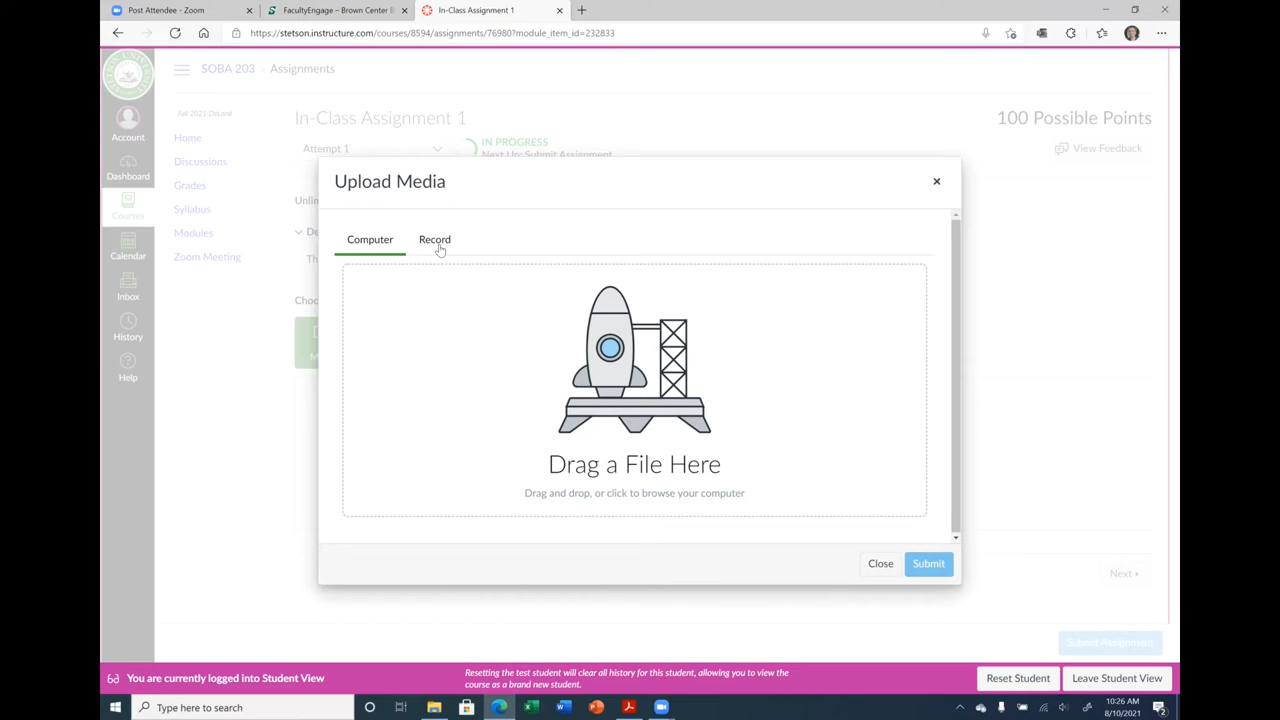 Post Attendee - Zoom
FacultyEngage – Brown Center B
In-Class Assignment 1
https://stetson.instructure.com/courses/8594/assignments/76980?module_item_id=232833
SOBA 203 › Assignments
Fall 2021-DeLand
Account
Dashboard
Courses
Calendar
Inbox
History
Help
Home
Discussions
Grades
Syllabus
Modules
Zoom Meeting
In-Class Assignment 1
100 Possible Points
Attempt 1
IN PROGRESS
Next Up: Submit Assignment
View Feedback
Upload Media
Computer
Record
Drag a File Here
Drag and drop, or click to browse your computer
Close
Submit
Next
Submit Assignment
You are currently logged into Student View
Resetting the test student will clear all history for this student, allowing you to view the
course as a brand new student.
Reset Student
Leave Student View
Type here to search
10:26 AM
8/10/2021
2